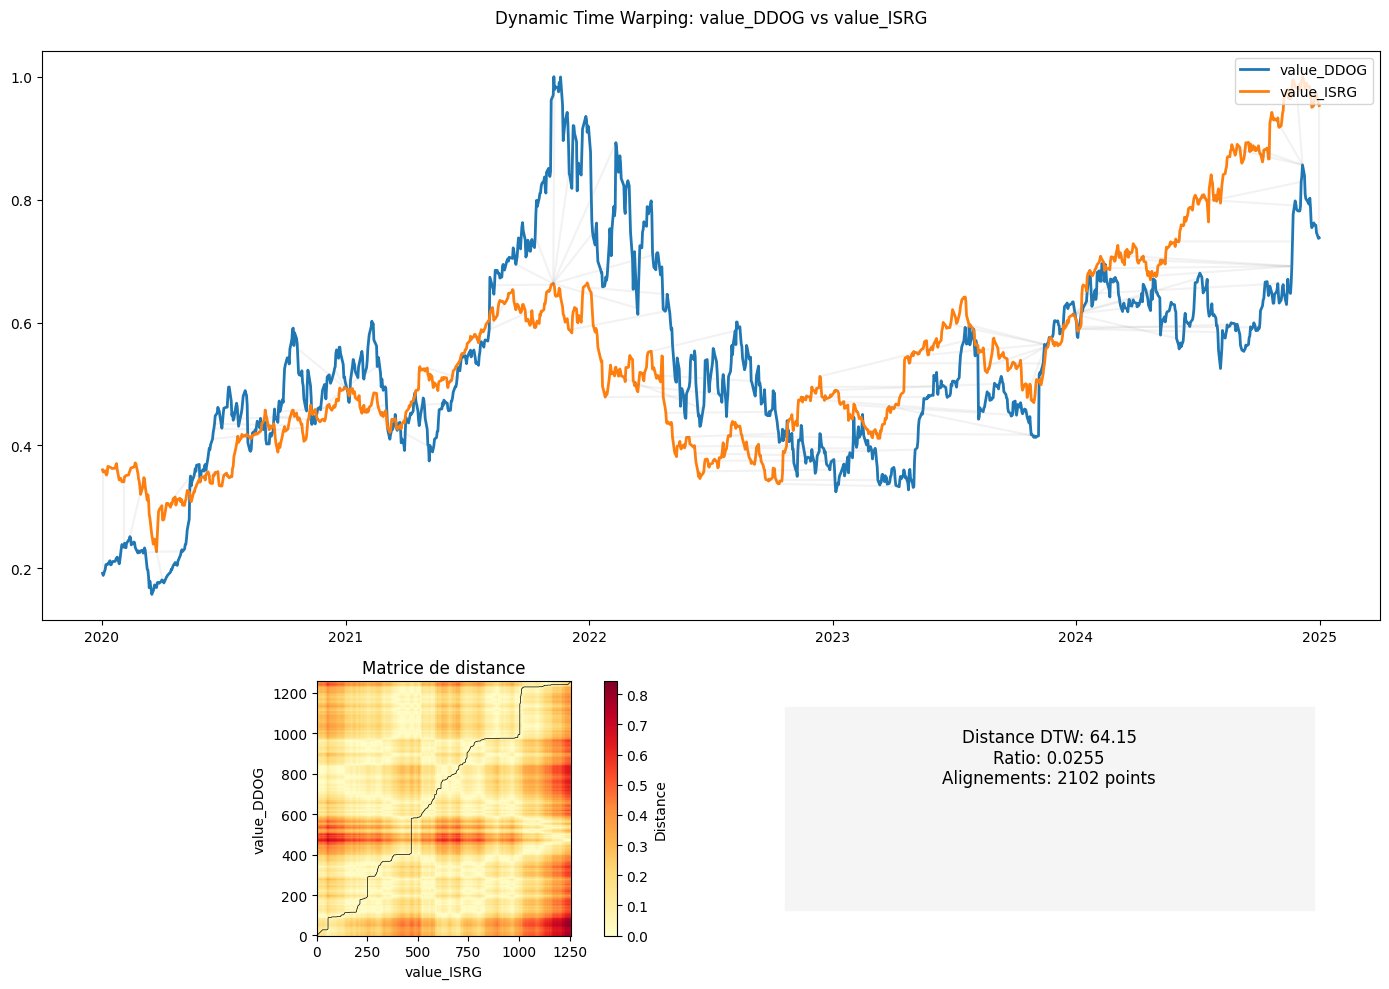 Dynamic Time Warping: value_DDOG vs value_ISRG
value_DDOG
value_ISRG
1.0
0.8
0.6
0.4
0.2
2020 2021 2022 2023 2024 2025
Matrice de distance
value_DDOG
1200
1000
800
600
400
200
0
0 250 500 750 1000 1250
value_ISRG
0.8
0.7
0.6
0.5
0.4
0.3
0.2
0.1
0.0
Distance
Distance DTW: 64.15
Ratio: 0.0255
Alignements: 2102 points